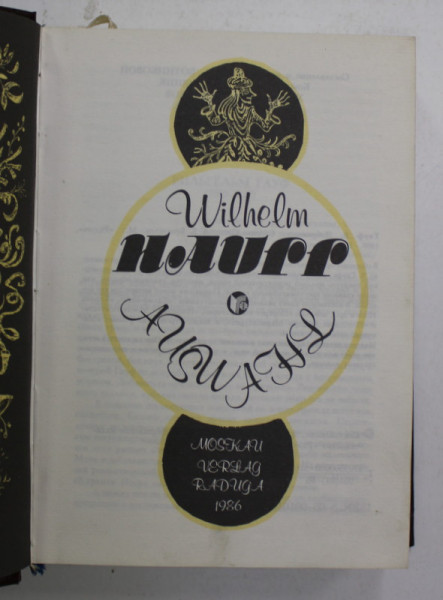 Wilhelm
HAUFF
AUSWAHL
MOSKAU
VERLAG
RADUGA
1986